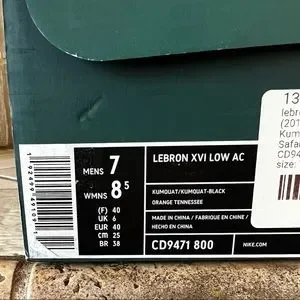 MENS 7
WMNS 8.5
(F) 40
UK 6
EUR 40
cm 25
BR 38
LEBRON XVI LOW AC
KUMQUAT/KUMQUAT-BLACK
ORANGE TENNESSEE
MADE IN CHINA / FABRIQUE EN CHINE /
HECHO EN CHINA
CD9471 800
NIKE.COM
13
lebro
(201
Kum
Safar
CD94
size: